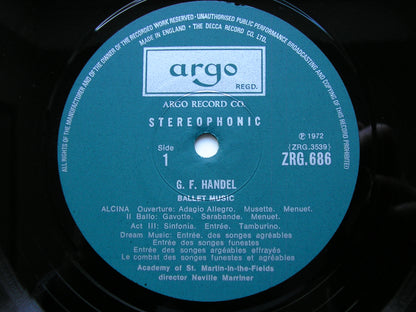 ALL RIGHTS OF THE MANUFACTURER AND OF THE OWNER OF THE RECORDED WORK RESERVED · UNAUTHORISED PUBLIC PERFORMANCE BROADCASTING AND COPYING OF THIS RECORD PROHIBITED
MADE IN ENGLAND · THE DECCA RECORD CO. LTD.
argo
REGD.
ARGO RECORD CO.
STEREOPHONIC
Side
1
℗ 1972
(ZRG.3539)
ZRG.686
G. F. HANDEL
BALLET MUSIC
ALCINA Ouverture: Adagio Allegro. Musette. Menuet.
Il Ballo: Gavotte. Sarabande. Menuet.
Act III: Sinfonia. Entrée. Tamburino.
Dream Music: Entrée. des songes agréables
Entrée des songes funestes
Entrée des songes argéables effrayés
Le combat des songes funestes et agréables
Academy of St. Martin-in-the-Fields
director Neville Marriner